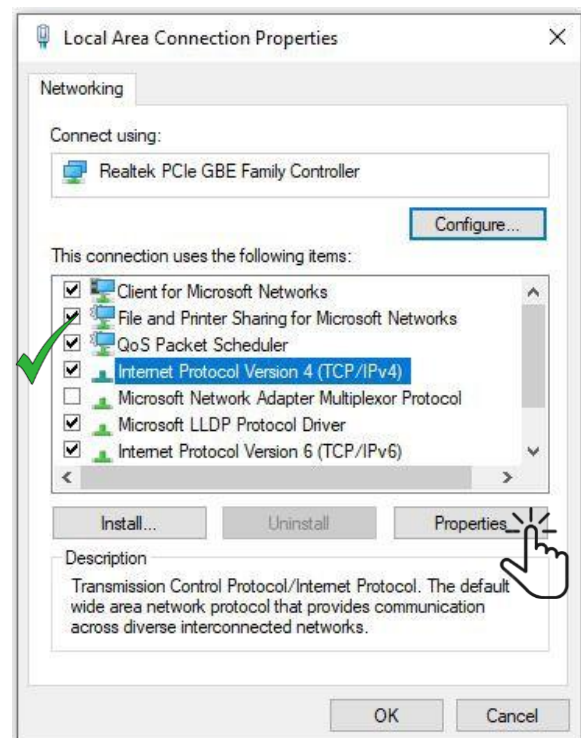 Local Area Connection Properties
Networking
Connect using:
Realtek PCIe GBE Family Controller
Configure...
This connection uses the following items:
Client for Microsoft Networks
File and Printer Sharing for Microsoft Networks
QoS Packet Scheduler
Internet Protocol Version 4 (TCP/IPv4)
Microsoft Network Adapter Multiplexor Protocol
Microsoft LLDP Protocol Driver
Internet Protocol Version 6 (TCP/IPv6)
Install... Uninstall Properties
Description
Transmission Control Protocol/Internet Protocol. The default
wide area network protocol that provides communication
across diverse interconnected networks.
OK Cancel